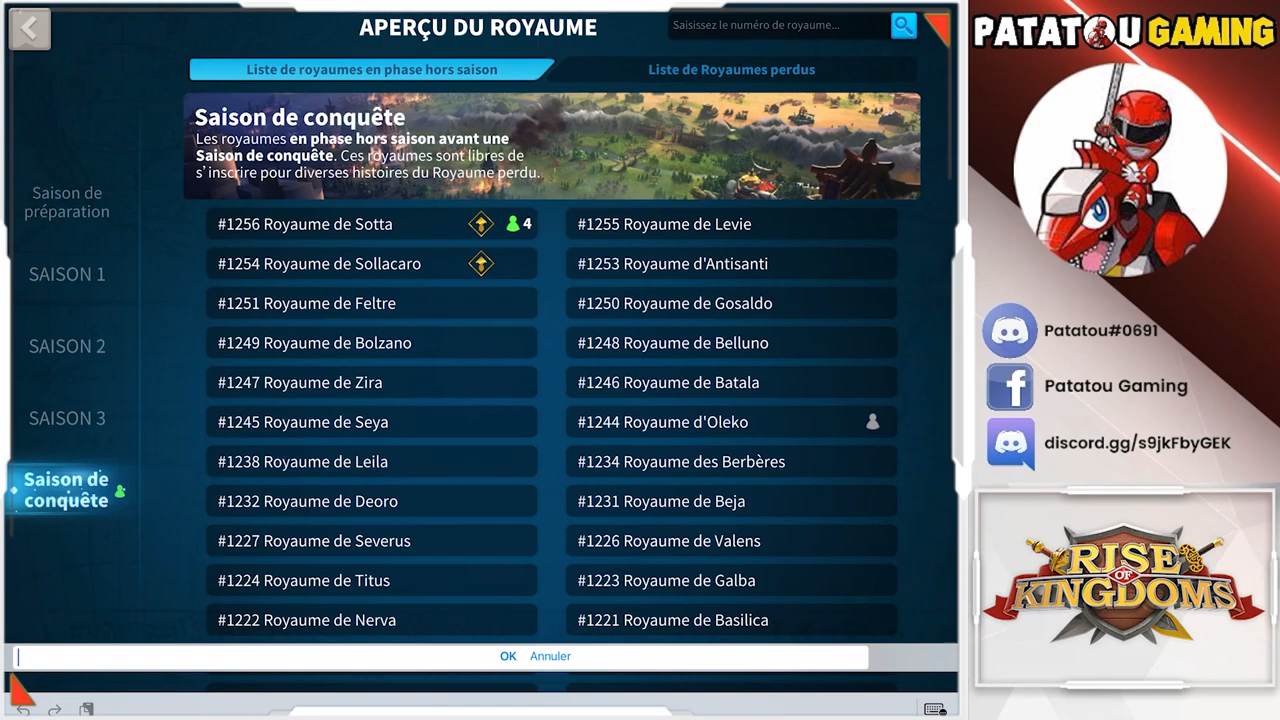 APERÇU DU ROYAUME
Saisissez le numéro de royaume...
Liste de royaumes en phase hors saison
Liste de Royaumes perdus
Saison de conquête
Les royaumes en phase hors saison avant une
Saison de conquête. Ces royaumes sont libres de
s'inscrire pour diverses histoires du Royaume perdu.
Saison de
préparation
SAISON 1
SAISON 2
SAISON 3
Saison de
conquête
#1256 Royaume de Sotta 4
#1255 Royaume de Levie
#1254 Royaume de Sollacaro
#1253 Royaume d'Antisanti
#1251 Royaume de Feltre
#1250 Royaume de Gosaldo
#1249 Royaume de Bolzano
#1248 Royaume de Belluno
#1247 Royaume de Zira
#1246 Royaume de Batala
#1245 Royaume de Seya
#1244 Royaume d'Oleko
#1238 Royaume de Leila
#1234 Royaume des Berbères
#1232 Royaume de Deoro
#1231 Royaume de Beja
#1227 Royaume de Severus
#1226 Royaume de Valens
#1224 Royaume de Titus
#1223 Royaume de Galba
#1222 Royaume de Nerva
#1221 Royaume de Basilica
OK Annuler
PATATOU GAMING
Patatou#0691
Patatou Gaming
discord.gg/s9jkFbyGEK
RISE
OF
KINGDOMS